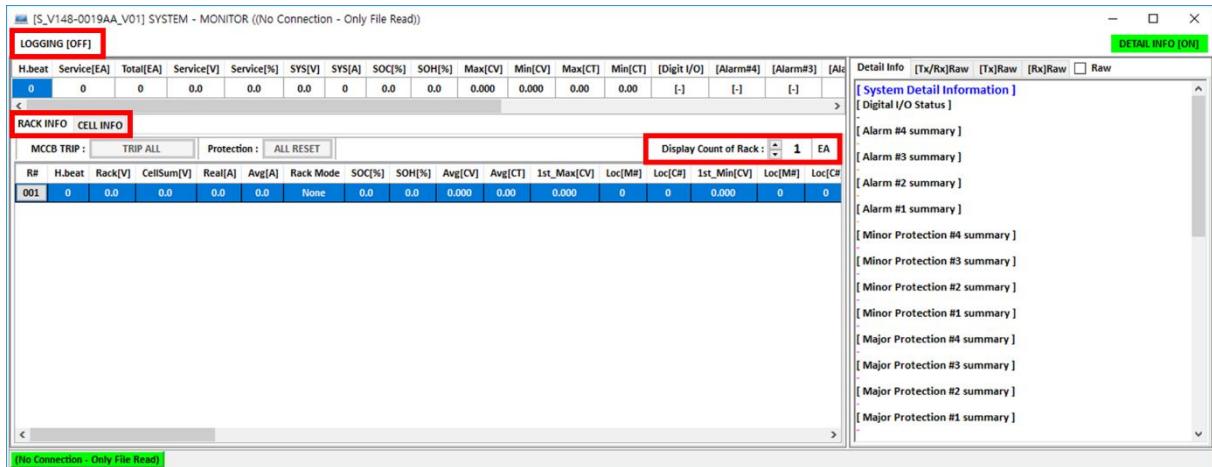 [S_V148-0019AA_V01] SYSTEM - MONITOR ((No Connection - Only File Read))
LOGGING [OFF]
DETAIL INFO [ON]
H.beat Service[EA] Total[EA] Service[V] Service[%] SYS[V] SYS[A] SOC[%] SOH[%] Max[CV] Min[CV] Max[CT] Min[CT] [Digit I/O] [Alarm#4] [Alarm#3] [Ala
0 0 0 0.0 0.0 0.0 0 0.0 0.0 0.000 0.000 0.00 0.00 [-] [-] [-]
RACK INFO CELL INFO
MCCB TRIP : TRIP ALL Protection : ALL RESET Display Count of Rack : 1 EA
R# H.beat Rack[V] CellSum[V] Real[A] Avg[A] Rack Mode SOC[%] SOH[%] Avg[CV] Avg[CT] 1st_Max[CV] Loc[M#] Loc[C#] 1st_Min[CV] Loc[M#] Loc[C#
001 0 0.0 0.0 0.0 0.0 None 0.0 0.0 0.000 0.00 0.000 0 0 0.000 0 0
Detail Info [Tx/Rx]Raw [Tx]Raw [Rx]Raw Raw
[ System Detail Information ]
[ Digital I/O Status ]
-
[ Alarm #4 summary ]
-
[ Alarm #3 summary ]
-
[ Alarm #2 summary ]
-
[ Alarm #1 summary ]
-
[ Minor Protection #4 summary ]
-
[ Minor Protection #3 summary ]
-
[ Minor Protection #2 summary ]
-
[ Minor Protection #1 summary ]
-
[ Major Protection #4 summary ]
-
[ Major Protection #3 summary ]
-
[ Major Protection #2 summary ]
-
[ Major Protection #1 summary ]
-
(No Connection - Only File Read)